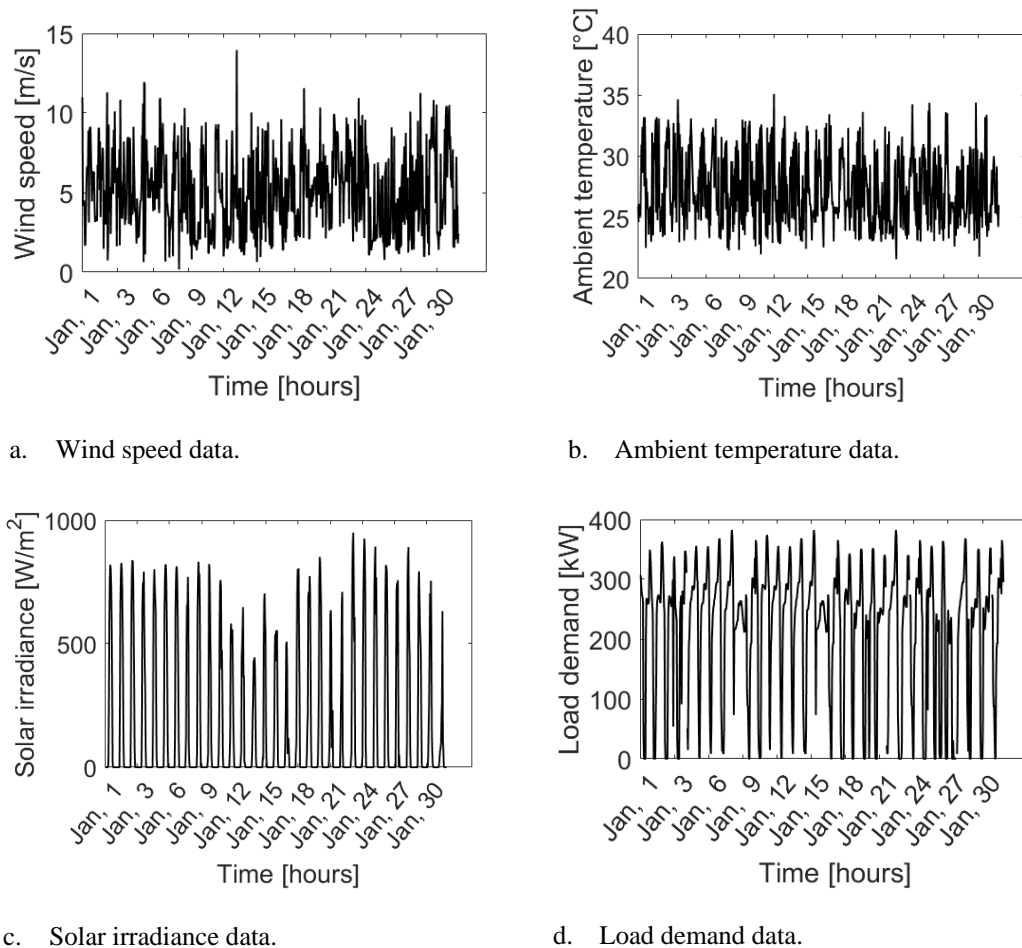 Wind speed [m/s]
15
10
5
0
Jan, 1
Jan, 3
Jan, 6
Jan, 9
Jan, 12
Jan, 15
Jan, 18
Jan, 21
Jan, 24
Jan, 27
Jan, 30
Time [hours]
a. Wind speed data.
Ambient temperature [°C]
40
35
30
25
20
Jan, 1
Jan, 3
Jan, 6
Jan, 9
Jan, 12
Jan, 15
Jan, 18
Jan, 21
Jan, 24
Jan, 27
Jan, 30
Time [hours]
b. Ambient temperature data.
Solar irradiance [W/m²]
1000
500
0
Jan, 1
Jan, 3
Jan, 6
Jan, 9
Jan, 12
Jan, 15
Jan, 18
Jan, 21
Jan, 24
Jan, 27
Jan, 30
Time [hours]
c. Solar irradiance data.
Load demand [kW]
400
300
200
100
0
Jan, 1
Jan, 3
Jan, 6
Jan, 9
Jan, 12
Jan, 15
Jan, 18
Jan, 21
Jan, 24
Jan, 27
Jan, 30
Time [hours]
d. Load demand data.